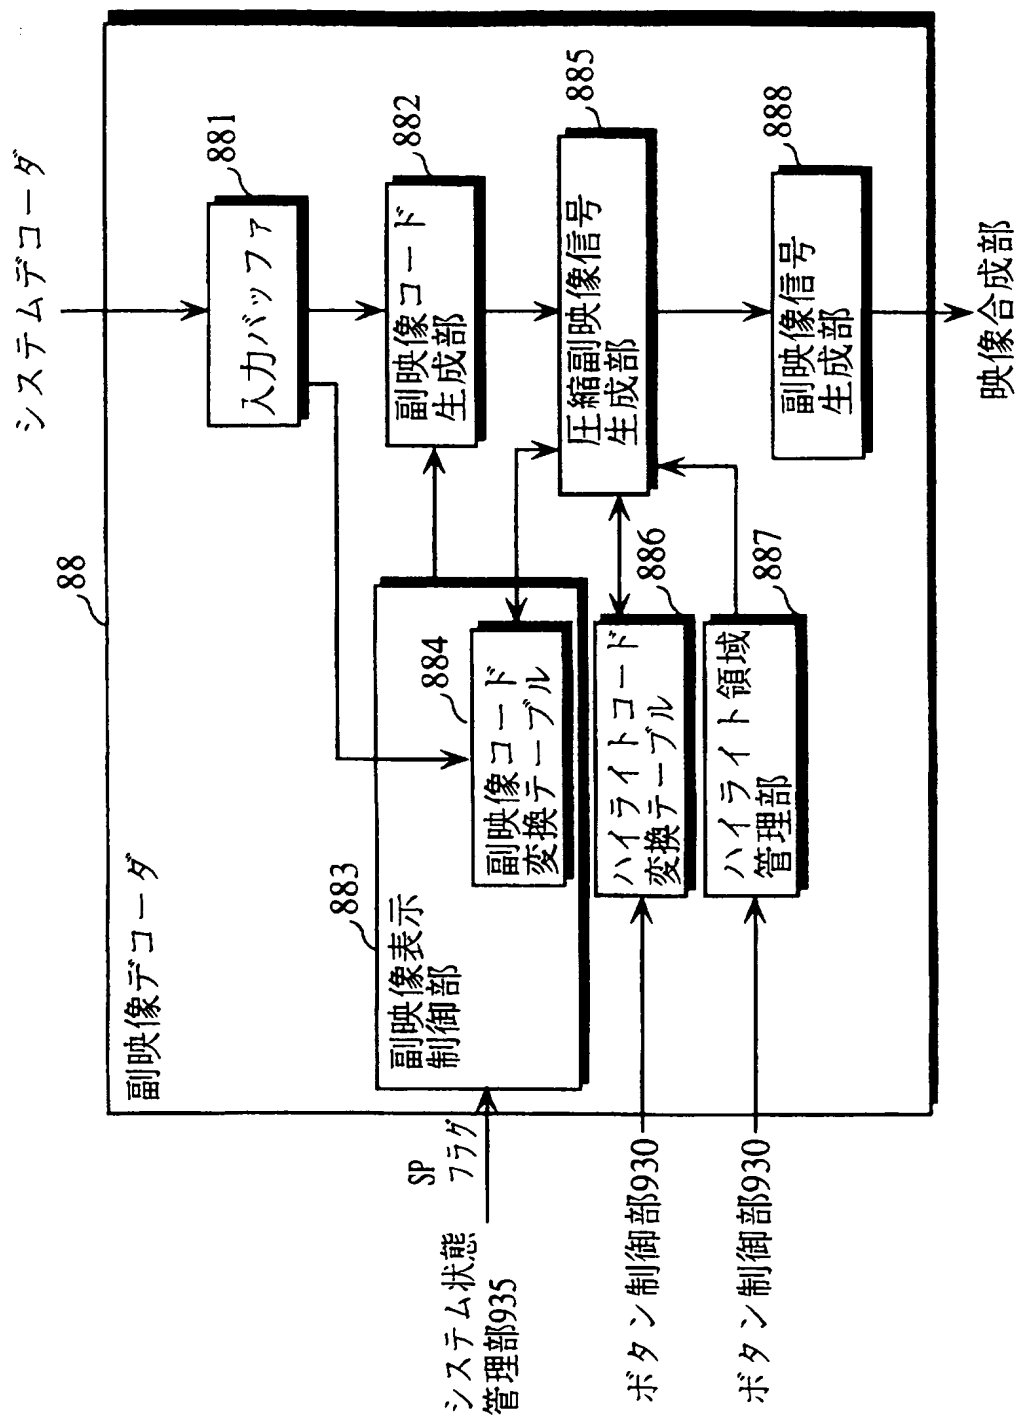 副映像デコーダ
88
システムデコーダ
881
入力バッファ
882
副映像コード
生成部
883
副映像表示
制御部
884
副映像コード
変換テーブル
885
圧縮副映像信号
生成部
886
ハイライトコード
変換テーブル
887
ハイライト領域
管理部
888
副映像信号
生成部
映像合成部
SP
フラグ
システム状態
管理部935
ボタン制御部930
ボタン制御部930